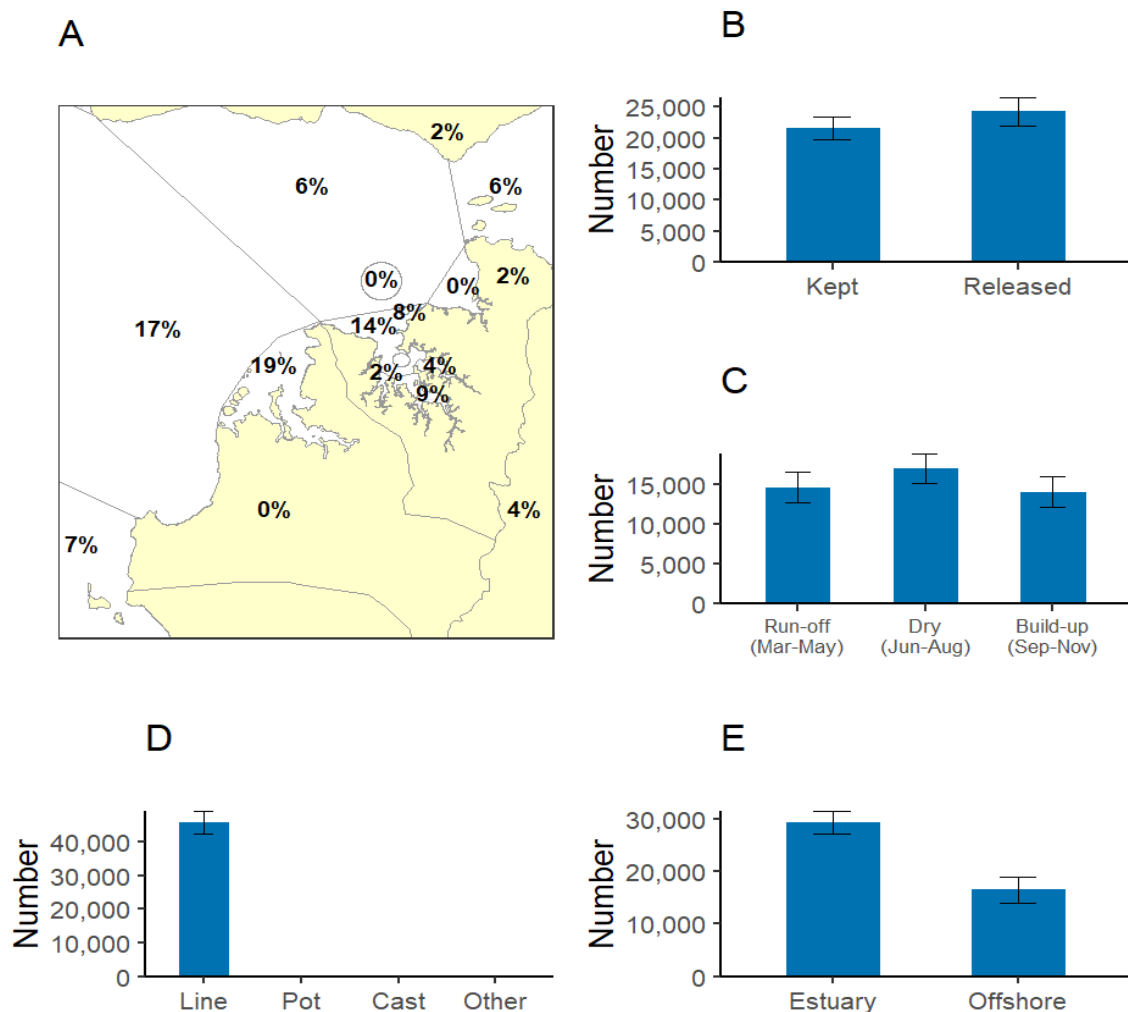 A
2%
6%
6%
0%
0%
2%
8%
14%
17%
19%
2%
4%
9%
0%
4%
7%
B
Number
25,000
20,000
15,000
10,000
5,000
0
Kept Released
C
Number
15,000
10,000
5,000
0
Run-off Dry Build-up
(Mar-May) (Jun-Aug) (Sep-Nov)
D
Number
40,000
30,000
20,000
10,000
0
Line Pot Cast Other
E
Number
30,000
20,000
10,000
0
Estuary Offshore